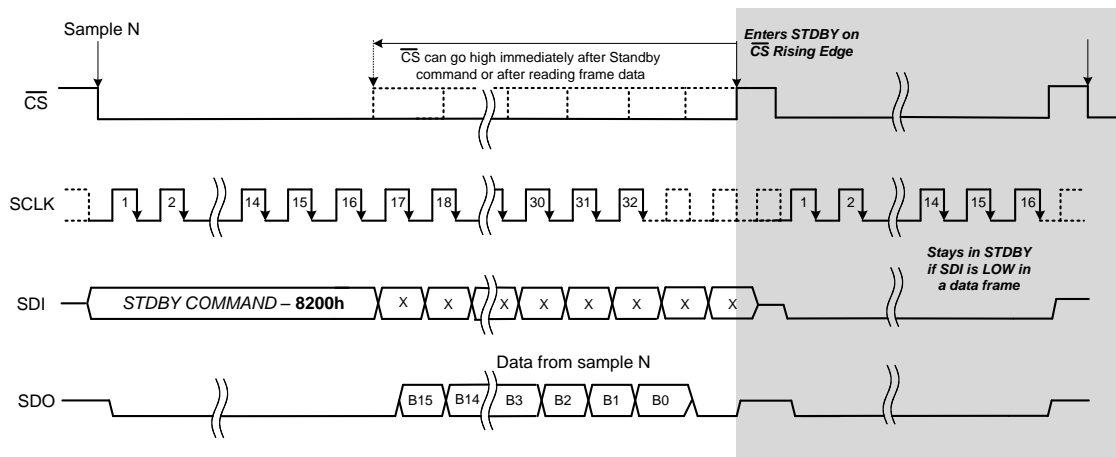 Sample N
Enters STDBY on
CS Rising Edge
CS can go high immediately after Standby
command or after reading frame data
CS
SCLK
1 2 14 15 16 17 18 30 31 32 1 2 14 15 16
Stays in STDBY
if SDI is LOW in
a data frame
SDI
STDBY COMMAND – 8200h X X X X X X X X
Data from sample N
SDO
B15 B14 B3 B2 B1 B0